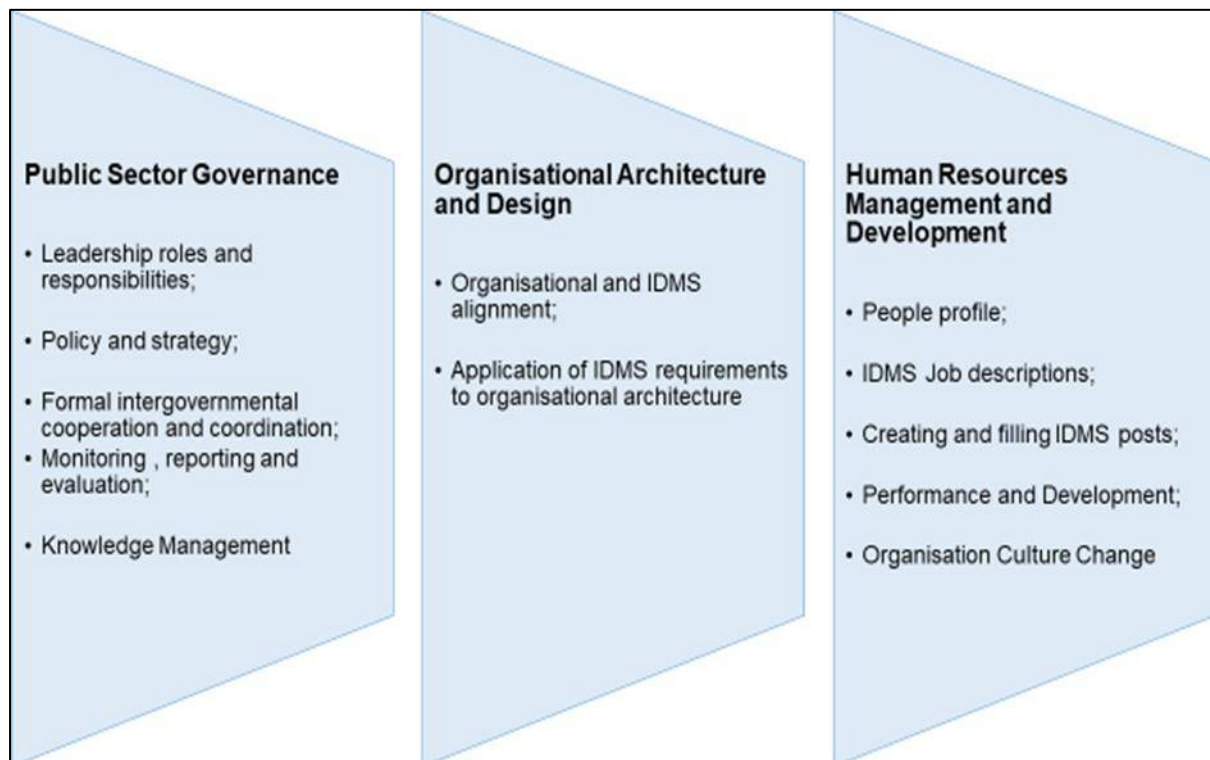 Public Sector Governance
• Leadership roles and
responsibilities;
• Policy and strategy;
• Formal intergovernmental
cooperation and coordination;
• Monitoring , reporting and
evaluation;
• Knowledge Management
Organisational Architecture
and Design
• Organisational and IDMS
alignment;
• Application of IDMS requirements
to organisational architecture
Human Resources
Management and
Development
• People profile;
• IDMS Job descriptions;
• Creating and filling IDMS posts;
• Performance and Development;
• Organisation Culture Change